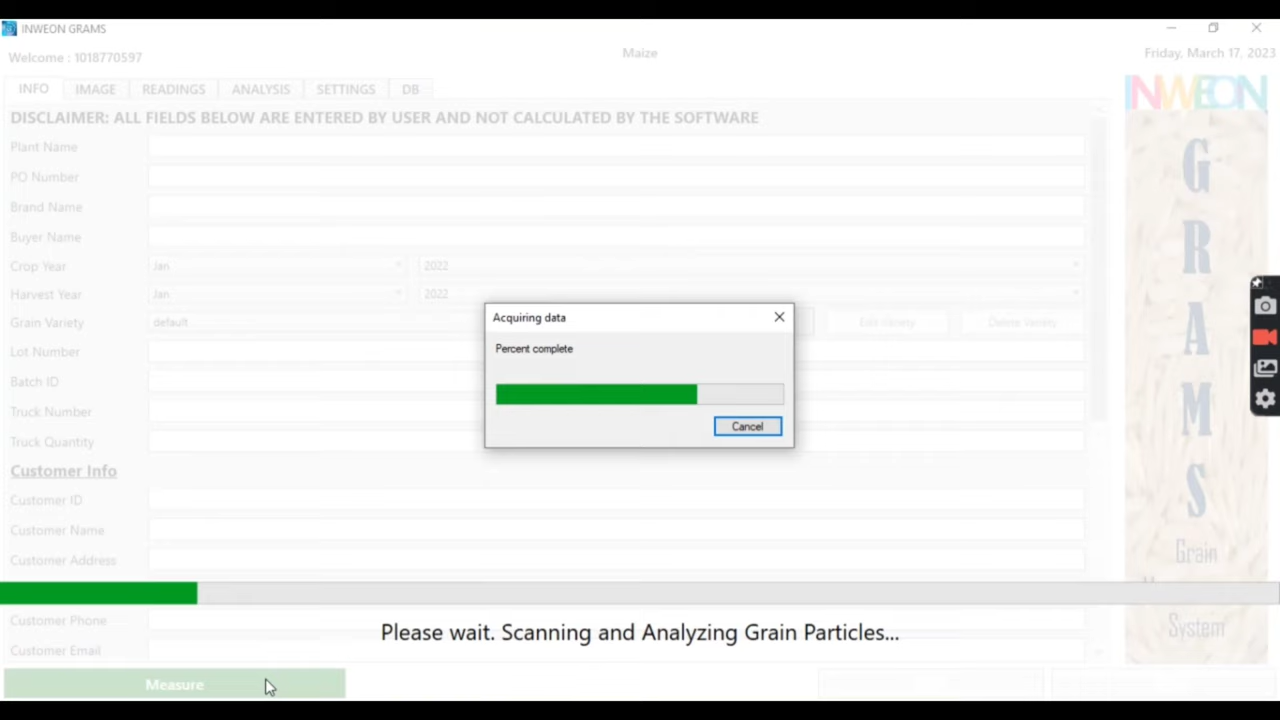 INWEON GRAMS
Welcome : 1018770597
Maize
Friday, March 17, 2023
INFO IMAGE READINGS ANALYSIS SETTINGS DB
INWEON
DISCLAIMER: ALL FIELDS BELOW ARE ENTERED BY USER AND NOT CALCULATED BY THE SOFTWARE
Plant Name
PO Number
Brand Name
Buyer Name
Crop Year Jan 2022
Harvest Year Jan 2022
Grain Variety default Edit Variety Delete Variety
Lot Number
Batch ID
Truck Number
Truck Quantity
Customer Info
Customer ID
Customer Name
Customer Address
Customer Phone
Customer Email
Acquiring data
Percent complete
Cancel
Please wait. Scanning and Analyzing Grain Particles...
Measure
GRAMS
Grain
System